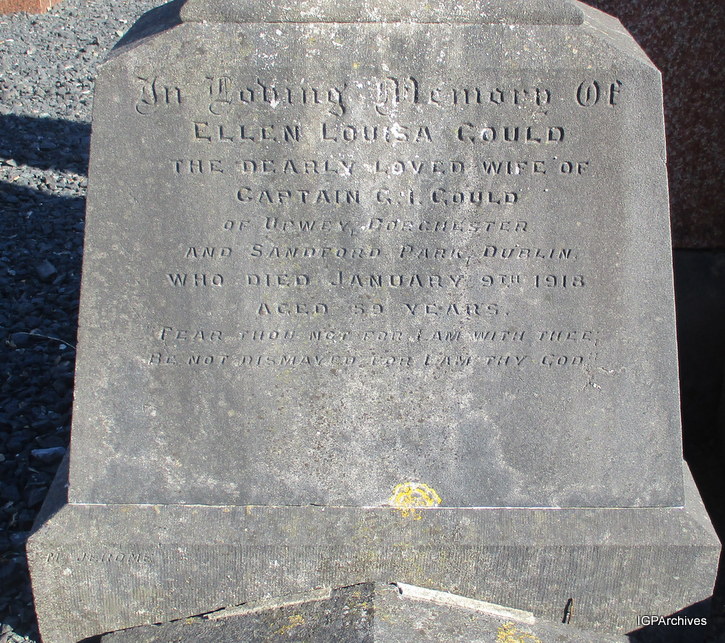 In Loving Memory Of
ELLEN LOUISA GOULD
THE DEARLY LOVED WIFE OF
CAPTAIN G. I. GOULD
OF UPWEY, DORCHESTER
AND SANDFORD PARK, DUBLIN,
WHO DIED JANUARY 9TH 1918
AGED 59 YEARS.
"FEAR THOU NOT FOR I AM WITH THEE;
BE NOT DISMAYED FOR I AM THY GOD"
JEROME
IGPArchives